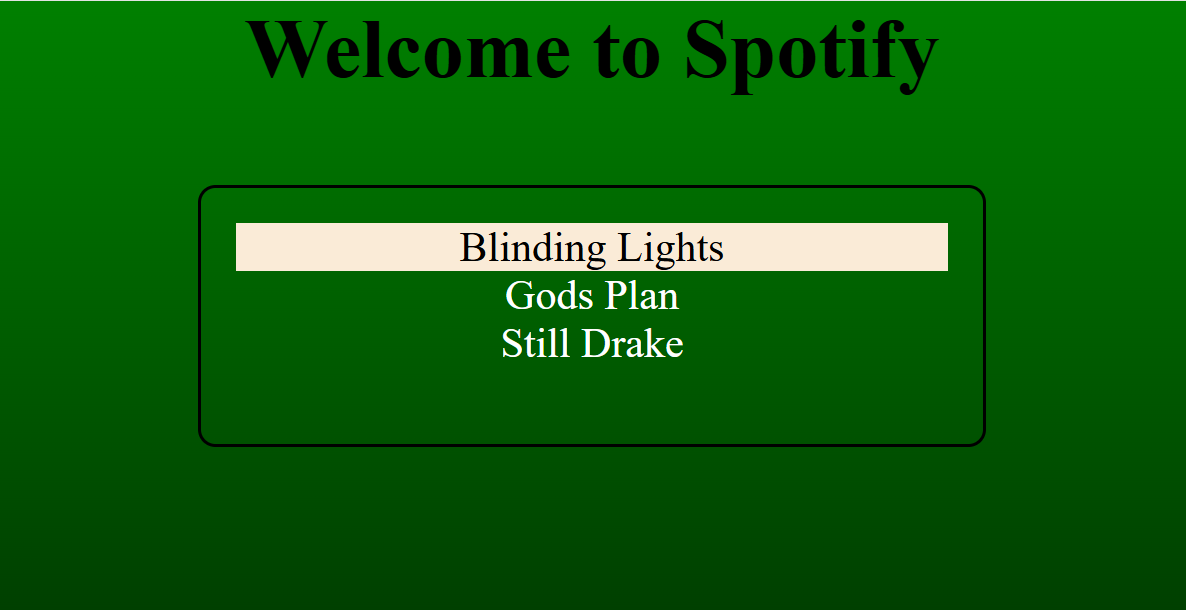 Welcome to Spotify
Blinding Lights
Gods Plan
Still Drake